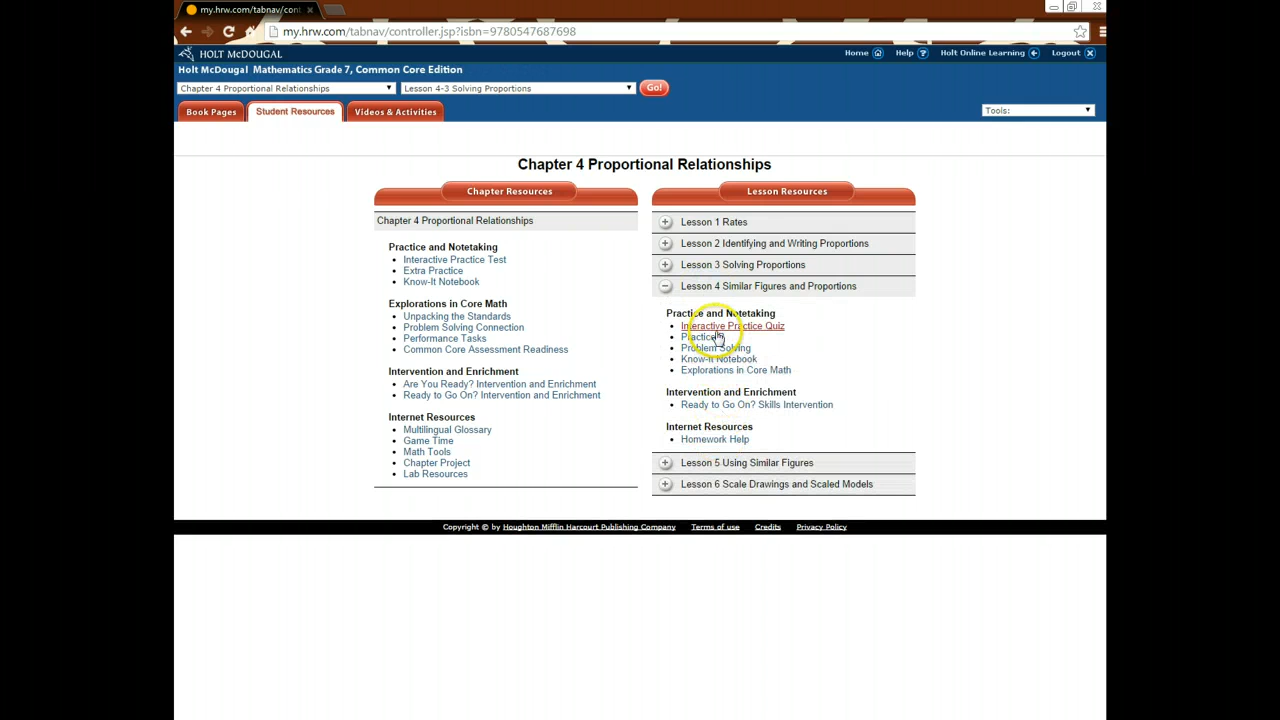 my.hrw.com/tabnav/cont
my.hrw.com/tabnav/controller.jsp?isbn=9780547687698
HOLT McDOUGAL
Home Help ? Holt Online Learning Logout
Holt McDougal Mathematics Grade 7, Common Core Edition
Chapter 4 Proportional Relationships Lesson 4-3 Solving Proportions Go!
Book Pages Student Resources Videos & Activities Tools:
Chapter 4 Proportional Relationships
Chapter Resources
Chapter 4 Proportional Relationships
Practice and Notetaking
• Interactive Practice Test
• Extra Practice
• Know-It Notebook
Explorations in Core Math
• Unpacking the Standards
• Problem Solving Connection
• Performance Tasks
• Common Core Assessment Readiness
Intervention and Enrichment
• Are You Ready? Intervention and Enrichment
• Ready to Go On? Intervention and Enrichment
Internet Resources
• Multilingual Glossary
• Game Time
• Math Tools
• Chapter Project
• Lab Resources
Lesson Resources
Lesson 1 Rates
Lesson 2 Identifying and Writing Proportions
Lesson 3 Solving Proportions
Lesson 4 Similar Figures and Proportions
Practice and Notetaking
• Interactive Practice Quiz
• Practice
• Problem Solving
• Know-It Notebook
• Explorations in Core Math
Intervention and Enrichment
• Ready to Go On? Skills Intervention
Internet Resources
• Homework Help
Lesson 5 Using Similar Figures
Lesson 6 Scale Drawings and Scaled Models
Copyright © by Houghton Mifflin Harcourt Publishing Company Terms of use Credits Privacy Policy